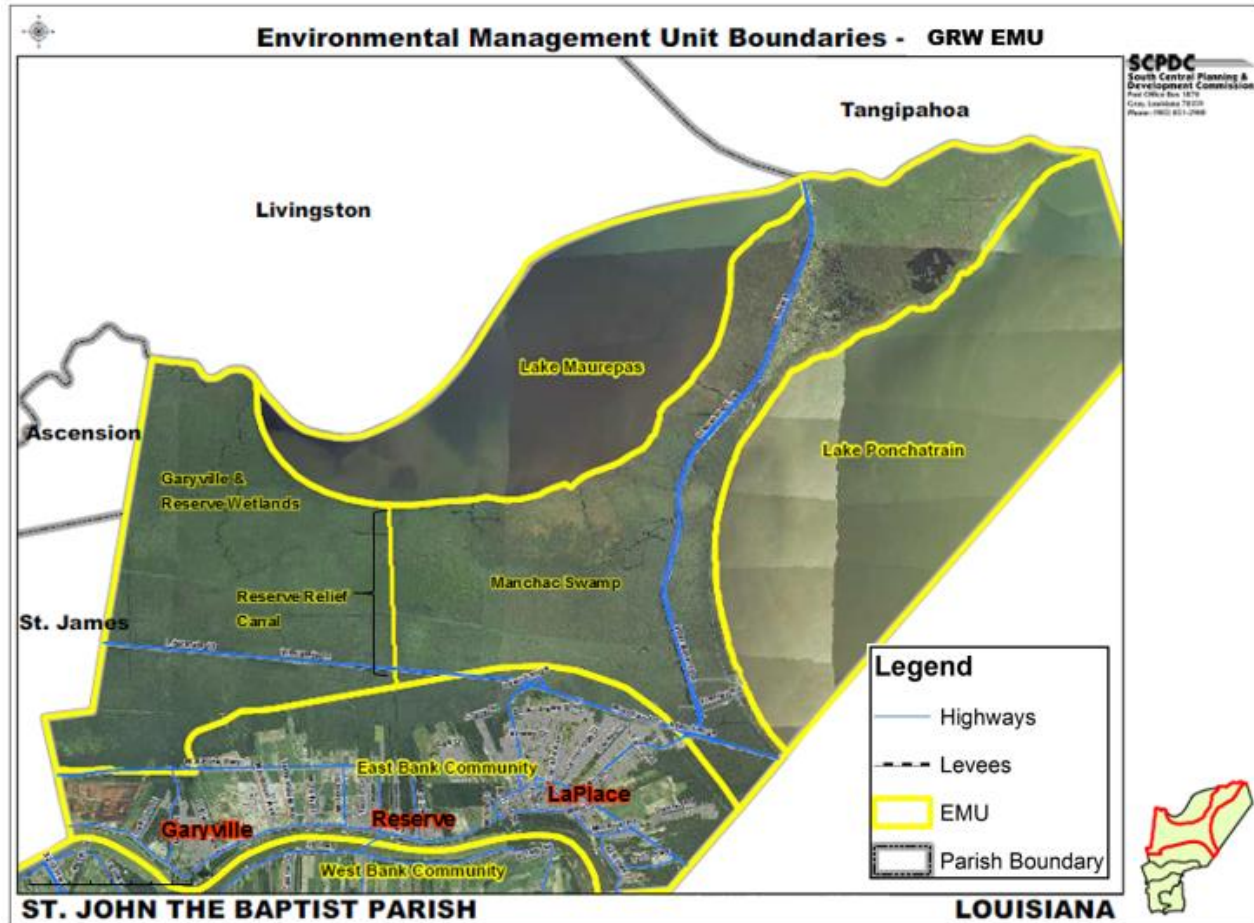 Environmental Management Unit Boundaries - GRW EMU
SCPDC
South Central Planning &
Development Commission
Tangipahoa
Livingston
Lake Maurepas
Ascension
Lake Ponchatrain
Garyville &
Reserve Wetlands
Manchac Swamp
Reserve Relief
Canal
St. James
Legend
Highways
Levees
EMU
Parish Boundary
East Bank Community
LaPlace
Reserve
Garyville
West Bank Community
ST. JOHN THE BAPTIST PARISH
LOUISIANA